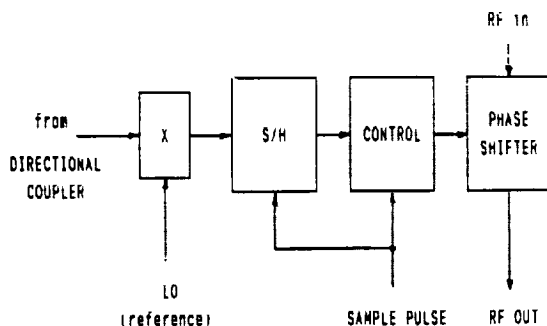 RF in
from
DIRECTIONAL
COUPLER
X
S/H
CONTROL
PHASE
SHIFTER
LO
(reference)
SAMPLE PULSE
RF OUT